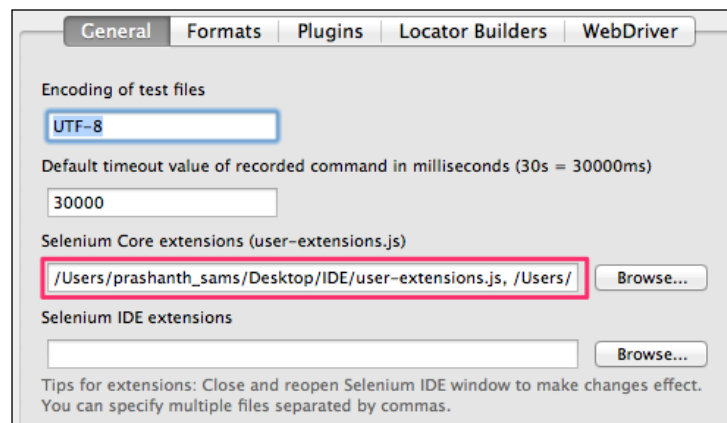 General Formats Plugins Locator Builders WebDriver
Encoding of test files
UTF-8
Default timeout value of recorded command in milliseconds (30s = 30000ms)
30000
Selenium Core extensions (user-extensions.js)
/Users/prashanth_sams/Desktop/IDE/user-extensions.js, /Users/ Browse...
Selenium IDE extensions
Browse...
Tips for extensions: Close and reopen Selenium IDE window to make changes effect.
You can specify multiple files separated by commas.